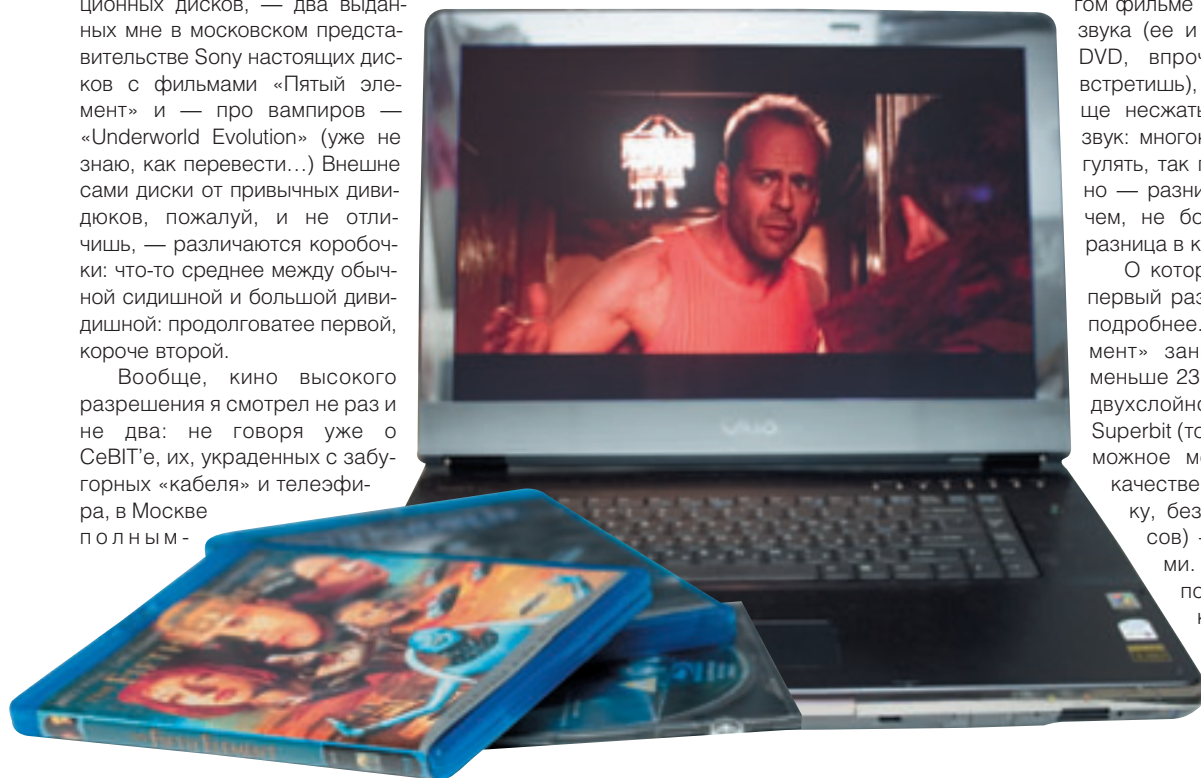 ционных дисков, — два выдан-
ных мне в московском предста-
вительстве Sony настоящих дис-
ков с фильмами «Пятый эле-
мент» и — про вампиров —
«Underworld Evolution» (уже не
знаю, как перевести…) Внешне
сами диски от привычных диви-
дюков, пожалуй, и не отли-
чишь, — различаются коробоч-
ки: что-то среднее между обыч-
ной сидишной и большой диви-
дишной: продолговатее первой,
короче второй.
Вообще, кино высокого
разрешения я смотрел не раз и
не два: не говоря уже о
CeBIT'е, их, украденных с забу-
горных «кабеля» и телеэфи-
ра, в Москве
полным-
гом фильме
звука (ее и
DVD, впроч
встретишь),
ще несжаты
звук: многок
гулять, так п
но — разни
чем, не бо
разница в к
О котор
первый раз
подробнее.
мент» зан
меньше 23
двухслойно
Superbit (то
можное м
качестве
ку, без
сов) -
ми.
по
к
VAIO
THE FIFTH ELEMENT